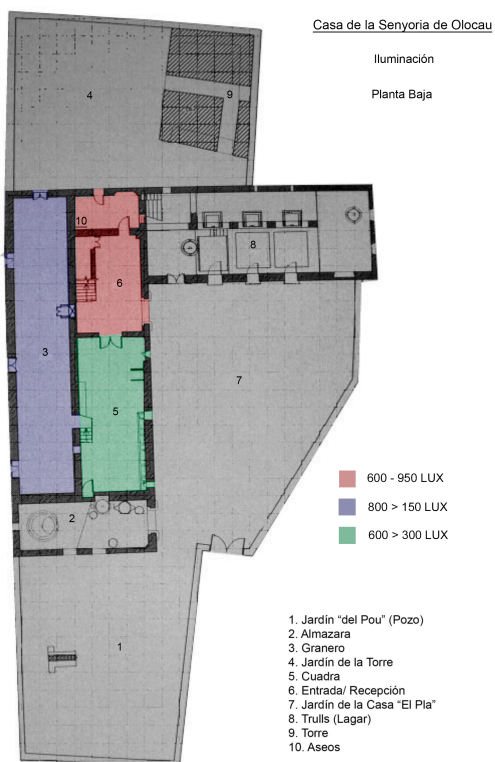 Casa de la Senyoria de Olocau
Iluminación
Planta Baja
4
9
10
8
6
3
7
5
600 - 950 LUX
800 > 150 LUX
600 > 300 LUX
2
1
1. Jardín “del Pou” (Pozo)
2. Almazara
3. Granero
4. Jardín de la Torre
5. Cuadra
6. Entrada/ Recepción
7. Jardín de la Casa “El Pla”
8. Trulls (Lagar)
9. Torre
10. Aseos